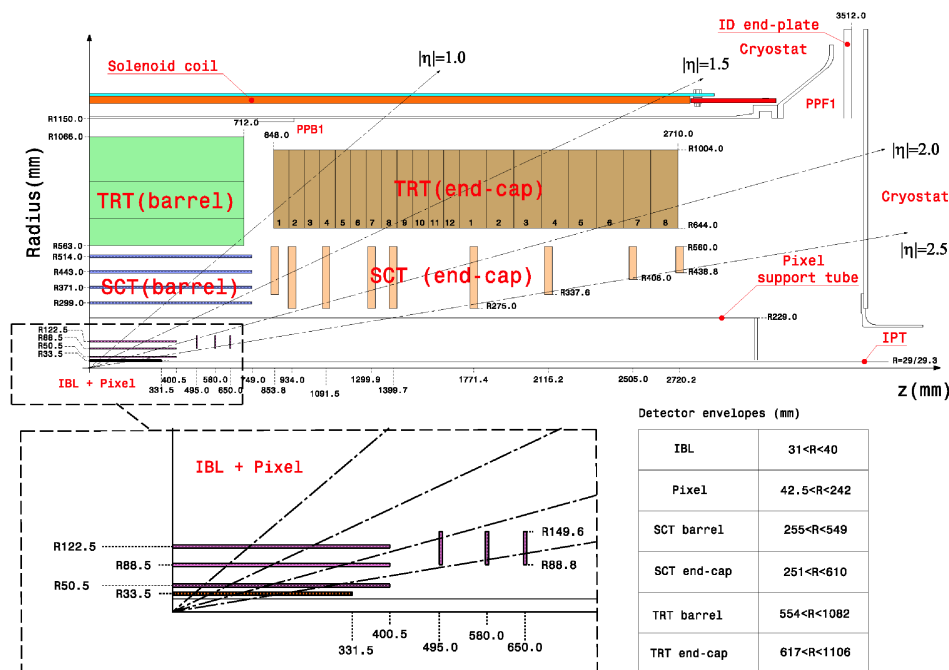 3512.0
ID end-plate
Cryostat
|η|=1.0
|η|=1.5
Solenoid coil
PPF1
R1150.0
712.0
PPB1
R1066.0
848.0
2710.0
R1004.0
|η|=2.0
Radius(mm)
TRT(barrel)
TRT(end-cap)
Cryostat
1 2 3 4 5 6 7 8 9 10 11 12 1 2 3 4 5 6 7 8
R644.0
R563.0
R560.0
|η|=2.5
R514.0
R443.0
R438.8
Pixel
support tube
SCT(barrel)
SCT (end-cap)
R408.0
R371.0
R337.6
R299.0
R275.0
R229.0
R122.5
R88.5
R50.5
R33.5
IPT
R=29/29.3
IBL + Pixel
400.5 580.0 749.0 934.0 1299.9 1771.4 2115.2 2505.0 2720.2
331.5 495.0 650.0 853.8 1091.5 1399.7
z(mm)
Detector envelopes (mm)
IBL 31<R<40
Pixel 42.5<R<242
SCT barrel 255<R<549
SCT end-cap 251<R<610
TRT barrel 554<R<1082
TRT end-cap 617<R<1106
IBL + Pixel
R149.6
R122.5
R88.5
R88.8
R50.5
R33.5
400.5 580.0
331.5 495.0 650.0